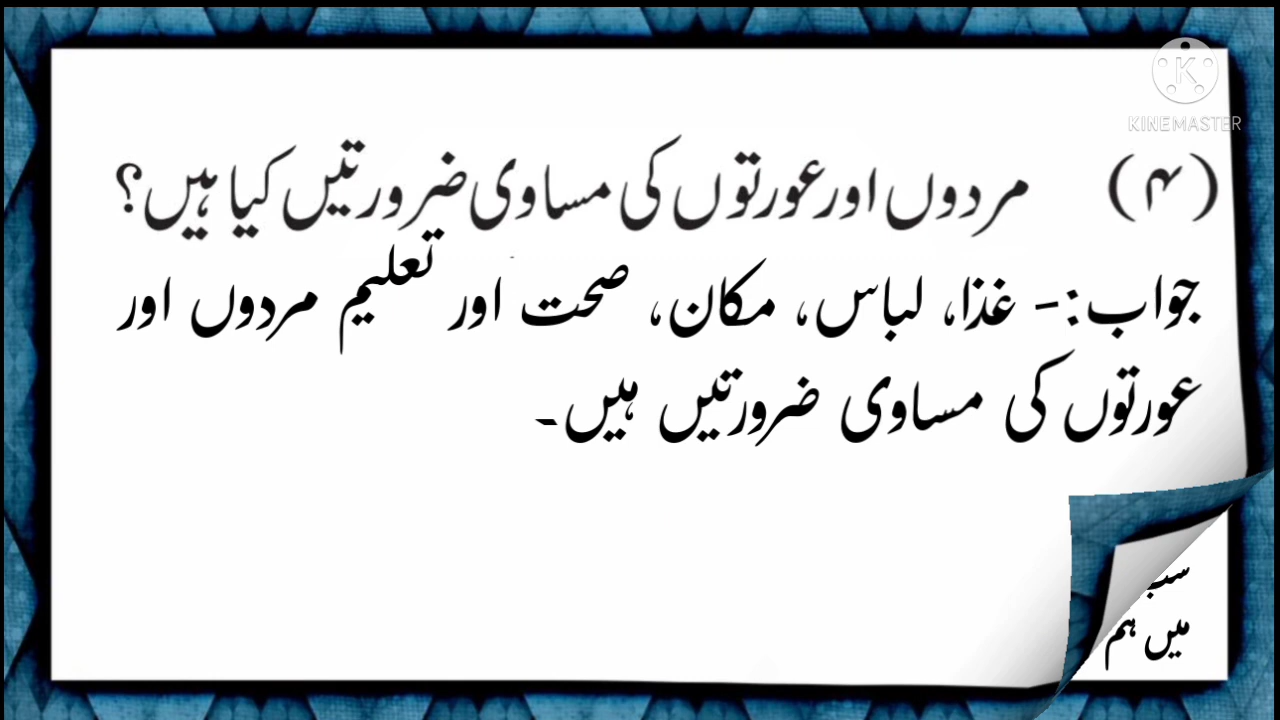 KINEMASTER
(۴) مردوں اور عورتوں کی مساوی ضرورتیں کیا ہیں؟
جواب:- غذا، لباس، مکان، صحت اور تعلیم مردوں اور
عورتوں کی مساوی ضرورتیں ہیں۔
سب
میں ہم